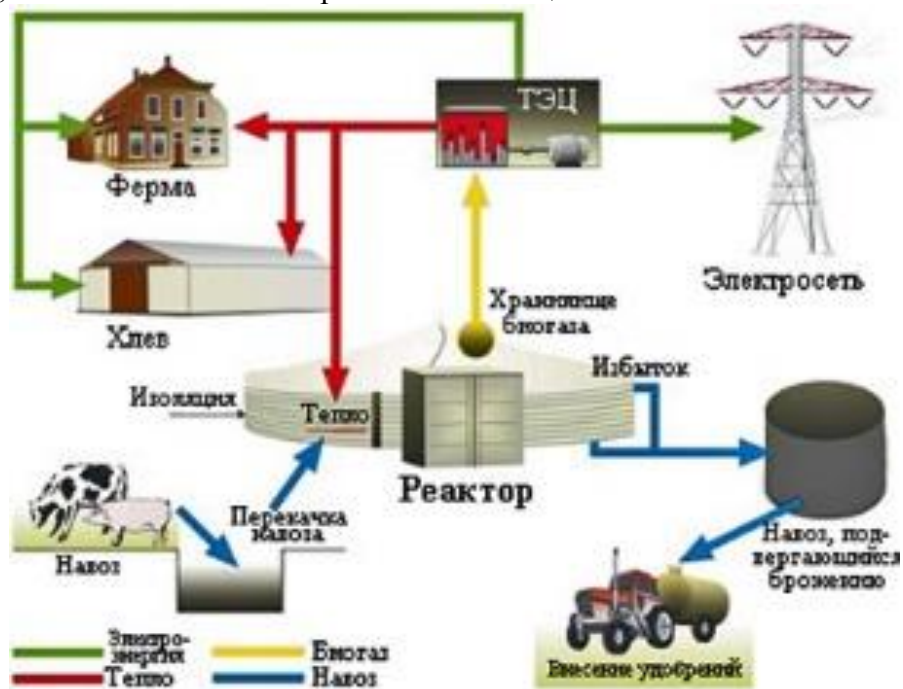 ТЭЦ
Ферма
Электросеть
Хлев
Хранилище
биогаза
Избыток
Изоляция
Тепло
Реактор
Перекачка
навоза
Навоз
Навоз, под-
вергающийся
брожению
Внесение удобрений
Электро-
энергия
Биогаз
Тепло
Навоз